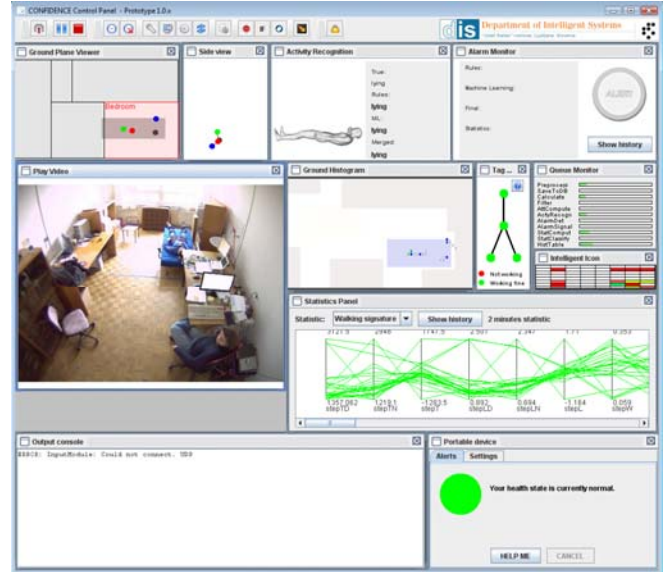 CONFIDENCE Control Panel - Prototype 1.0.x
Department of Intelligent Systems
Ground Plane Viewer
Side view
Activity Recognition
Alarm Monitor
Bedroom
True:
lying
Rules:
lying
ML:
lying
Merged:
lying
Rules:
Machine Learning:
Final:
Statistics:
ALERT
Show history
Play Video
Ground Histogram
Tag ...
Queue Monitor
Not working
Working fine
Preprocess
SaveToDB
Calculate
Filter
AttCompute
ActyRecogn
AlarmDet
AlarmSignal
StatComput
StatClassify
HistTable
Intelligent Icon
Statistics Panel
Statistic:
Walking signature
Show history
2 minutes statistic
stepTD
stepTN
stepT
stepLD
stepLN
stepL
stepW
Output console
Portable device
InputModule: Could not connect.
Alerts
Settings
Your health state is currently normal.
HELP ME
CANCEL